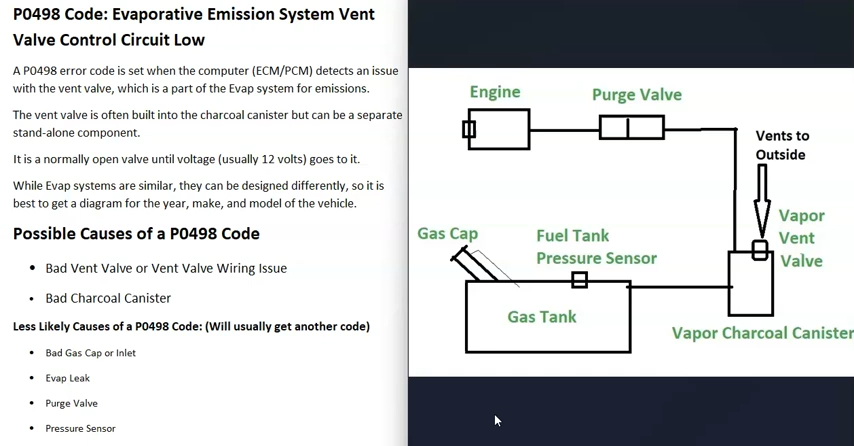 P0498 Code: Evaporative Emission System Vent
Valve Control Circuit Low
A P0498 error code is set when the computer (ECM/PCM) detects an issue
with the vent valve, which is a part of the Evap system for emissions.
The vent valve is often built into the charcoal canister but can be a separate
stand-alone component.
It is a normally open valve until voltage (usually 12 volts) goes to it.
While Evap systems are similar, they can be designed differently, so it is
best to get a diagram for the year, make, and model of the vehicle.
Possible Causes of a P0498 Code
Bad Vent Valve or Vent Valve Wiring Issue
Bad Charcoal Canister
Less Likely Causes of a P0498 Code: (Will usually get another code)
Bad Gas Cap or Inlet
Evap Leak
Purge Valve
Pressure Sensor
Engine
Purge Valve
Vents to
Outside
Vapor
Vent
Valve
Gas Cap
Fuel Tank
Pressure Sensor
Gas Tank
Vapor Charcoal Canister